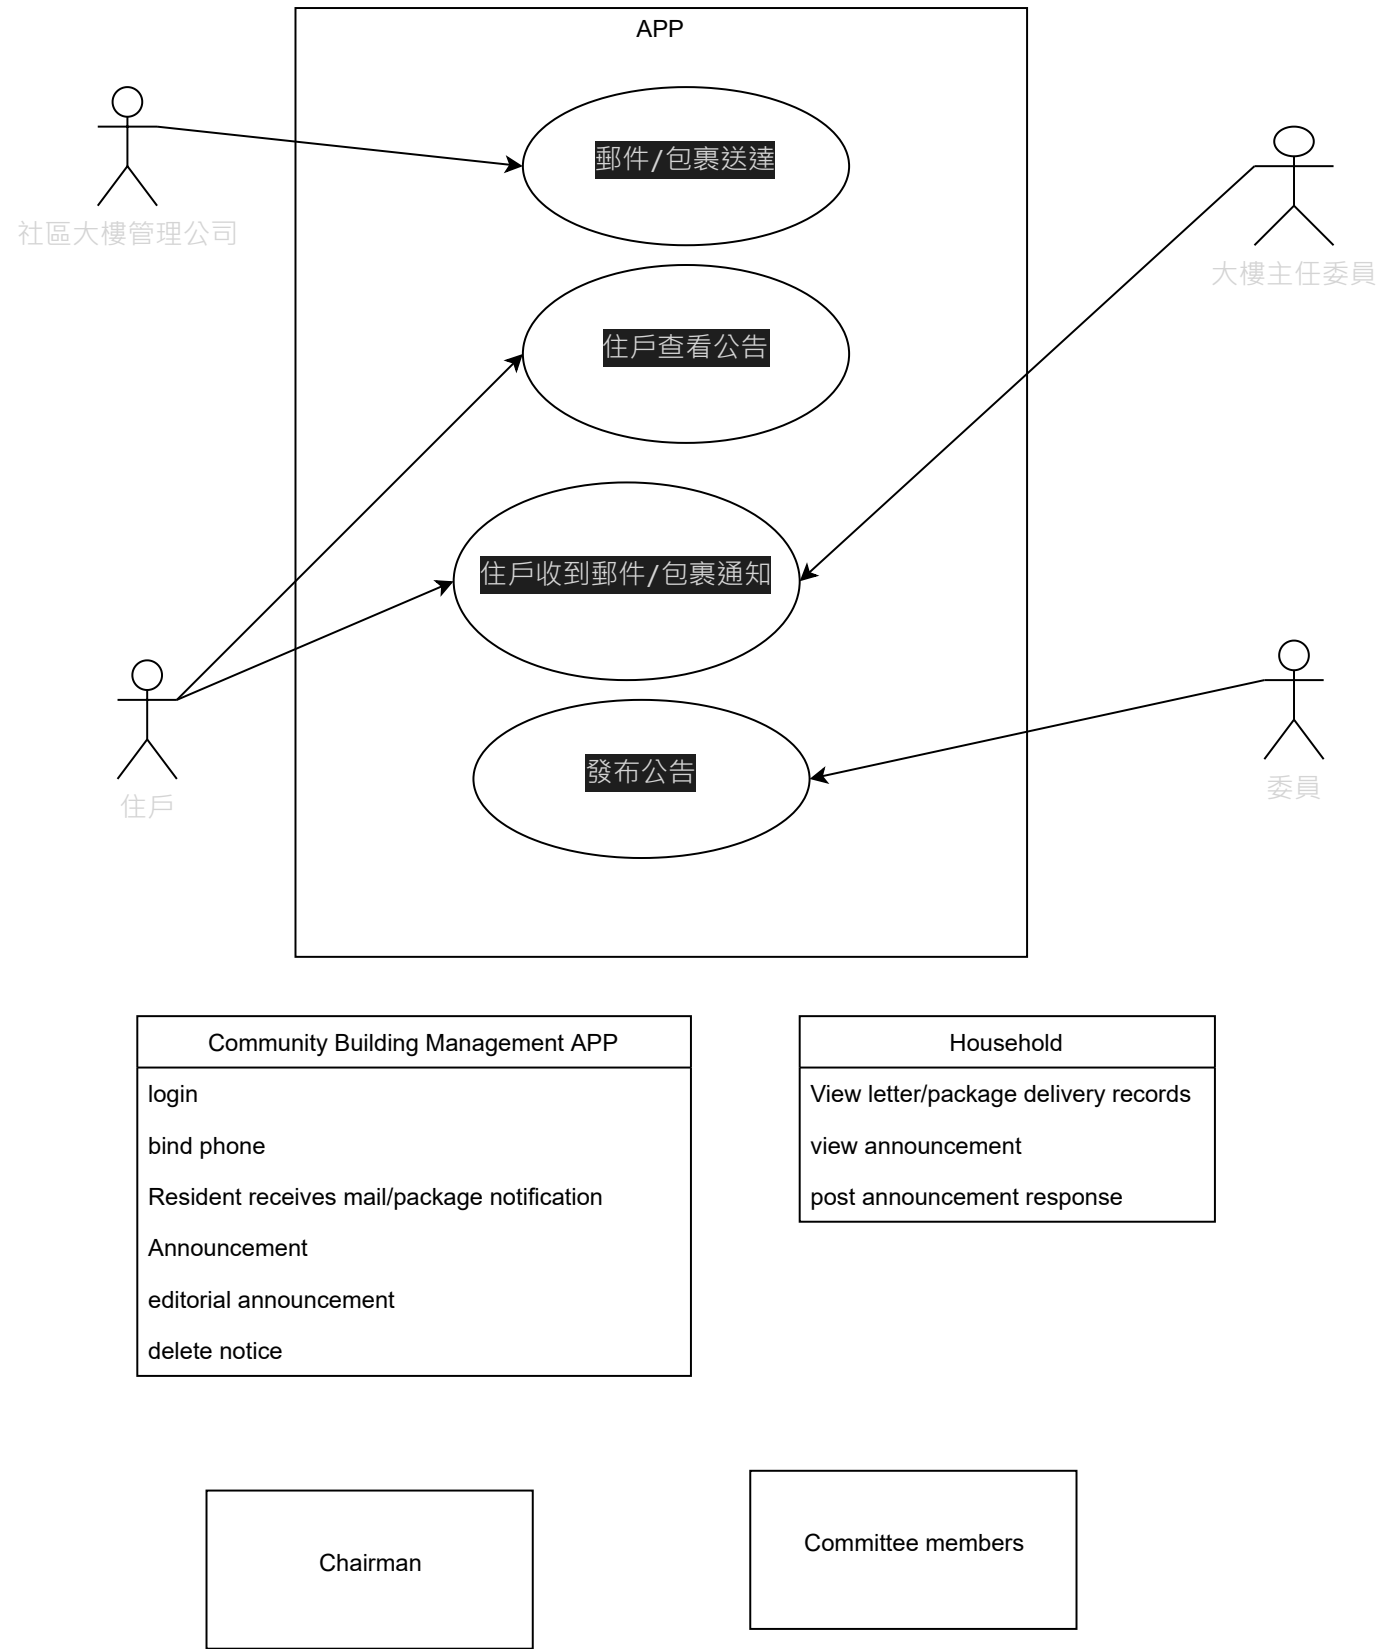 APP
郵件/包裹送達
社區大樓管理公司
大樓主任委員
住戶查看公告
住戶收到郵件/包裹通知
發布公告
住戶
委員
Community Building Management APP
login
bind phone
Resident receives mail/package notification
Announcement
editorial announcement
delete notice
Household
View letter/package delivery records
view announcement
post announcement response
Chairman
Committee members